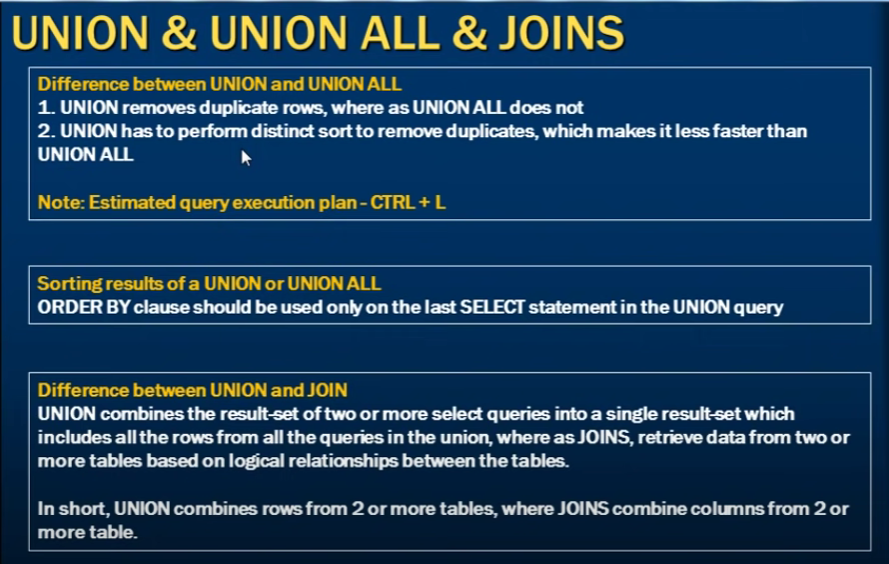 UNION & UNION ALL & JOINS
Difference between UNION and UNION ALL
1. UNION removes duplicate rows, where as UNION ALL does not
2. UNION has to perform distinct sort to remove duplicates, which makes it less faster than
UNION ALL
Note: Estimated query execution plan - CTRL + L
Sorting results of a UNION or UNION ALL
ORDER BY clause should be used only on the last SELECT statement in the UNION query
Difference between UNION and JOIN
UNION combines the result-set of two or more select queries into a single result-set which
includes all the rows from all the queries in the union, where as JOINS, retrieve data from two or
more tables based on logical relationships between the tables.
In short, UNION combines rows from 2 or more tables, where JOINS combine columns from 2 or
more table.